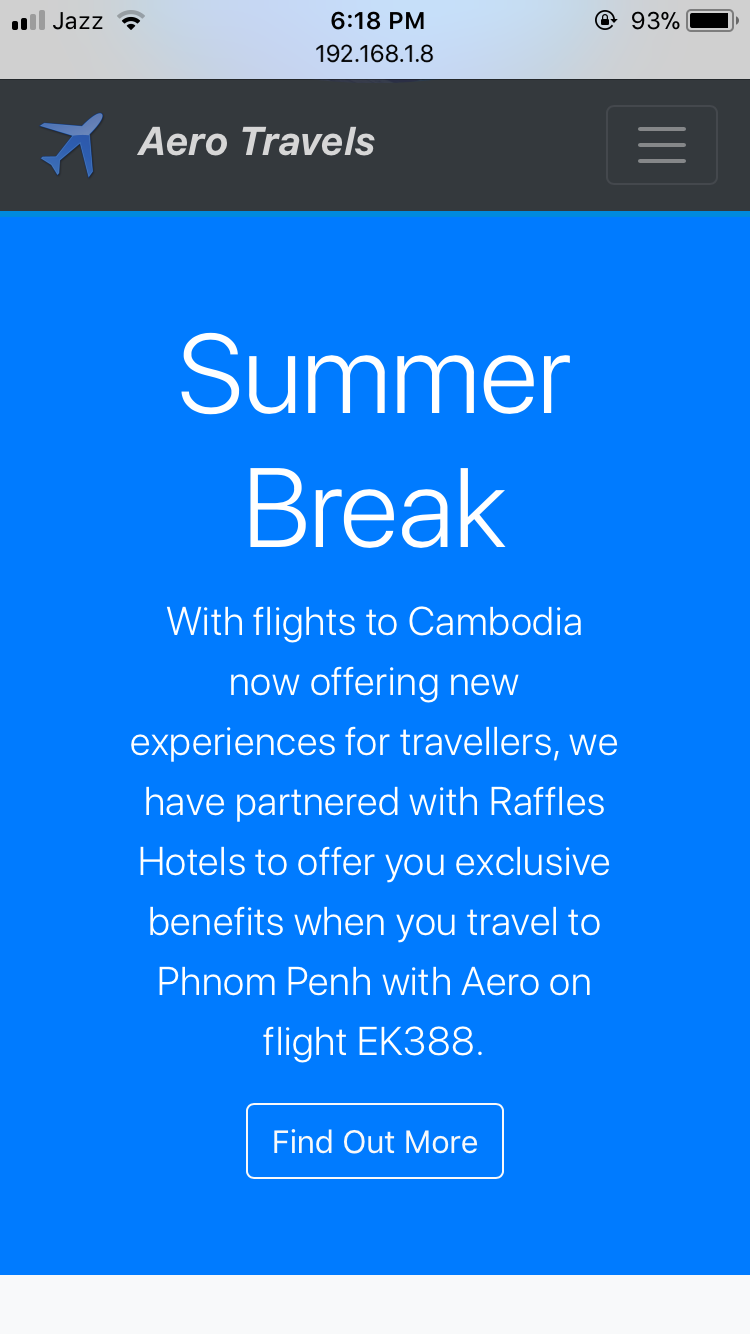 Jazz 6:18 PM 93%
192.168.1.8
Aero Travels
Summer
Break
With flights to Cambodia
now offering new
experiences for travellers, we
have partnered with Raffles
Hotels to offer you exclusive
benefits when you travel to
Phnom Penh with Aero on
flight EK388.
Find Out More